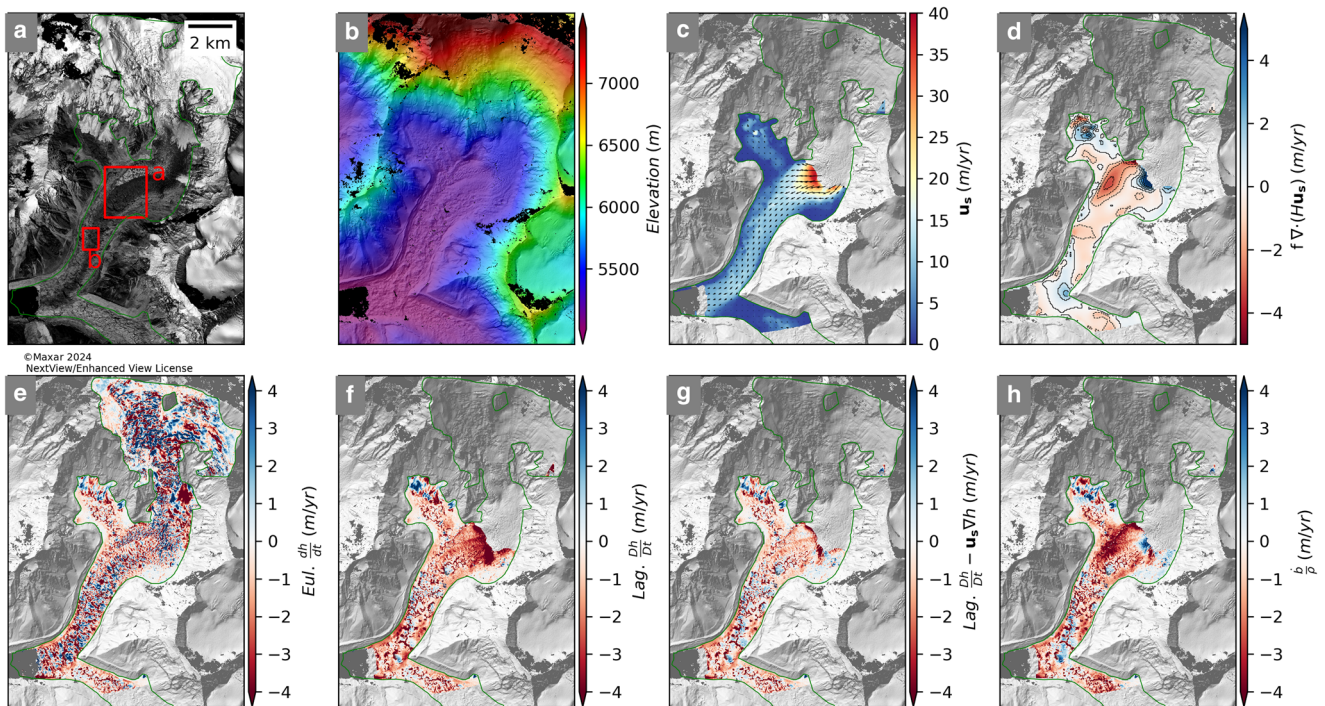 a
2 km
a
b
©Maxar 2024
NextView/Enhanced View License
b
7000
6500
6000
5500
Elevation (m)
c
40
35
30
25
20
15
10
5
0
u_s (m/yr)
d
4
2
0
−2
−4
f ∇·(Hu_s) (m/yr)
e
4
3
2
1
0
−1
−2
−3
−4
Eul. dh/dt (m/yr)
f
4
3
2
1
0
−1
−2
−3
−4
Lag. Dh/Dt (m/yr)
g
4
3
2
1
0
−1
−2
−3
−4
Lag. Dh/Dt − u_s∇h (m/yr)
h
4
3
2
1
0
−1
−2
−3
−4
ḃ/ρ (m/yr)